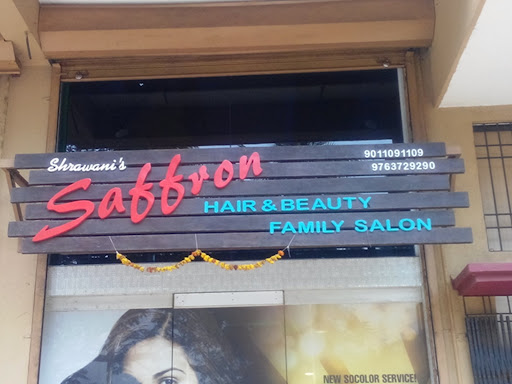 Shrawani's
Saffron
9011091109
9763729290
HAIR & BEAUTY
FAMILY SALON
NEW SOCOLOR SERVICE!